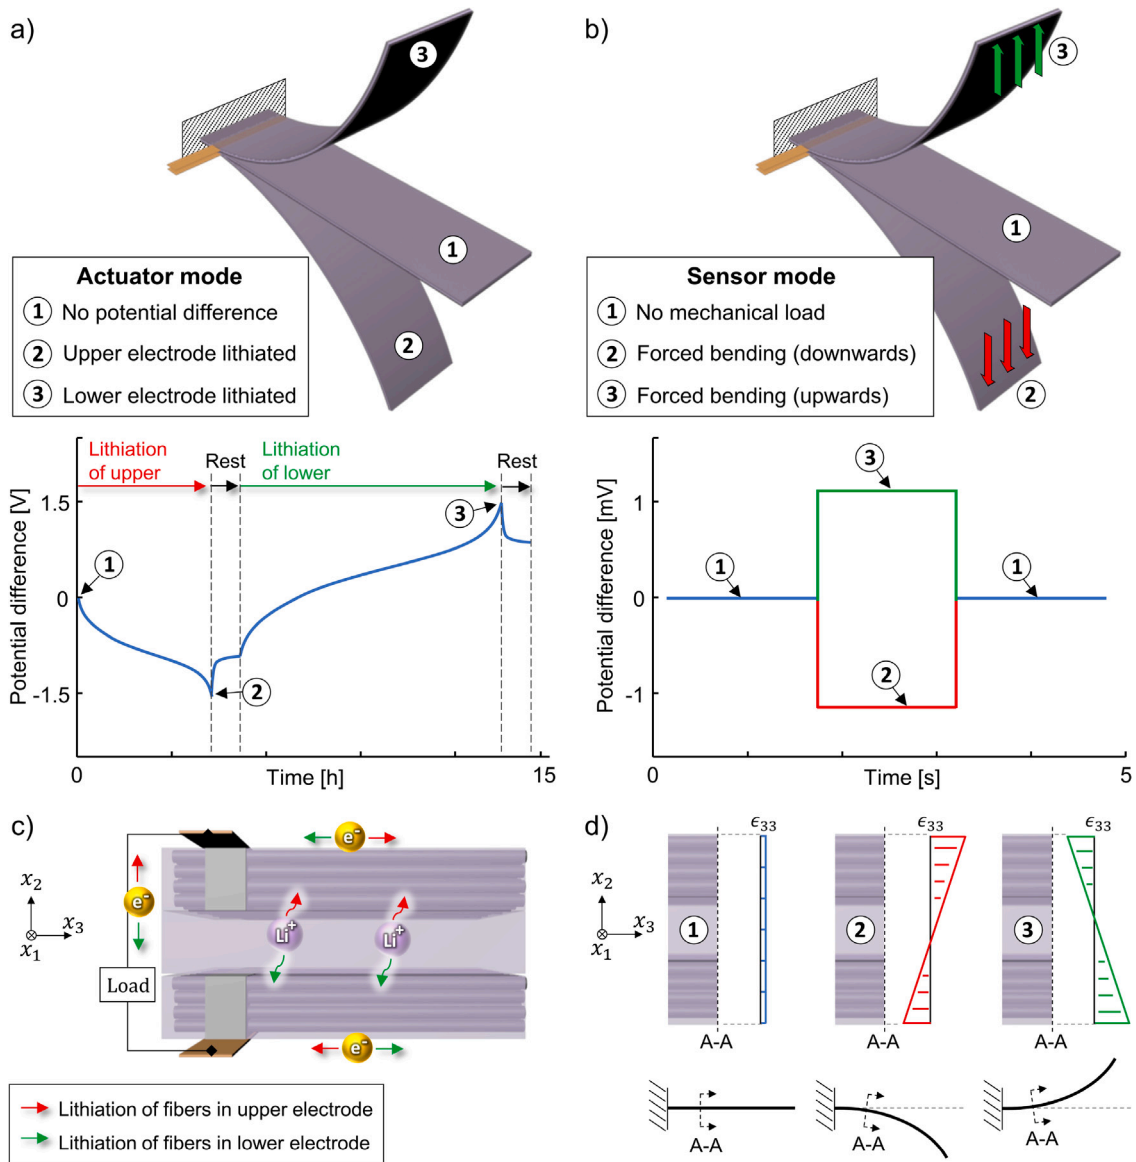 a)
3
1
2
Actuator mode
1 No potential difference
2 Upper electrode lithiated
3 Lower electrode lithiated
b)
3
1
2
Sensor mode
1 No mechanical load
2 Forced bending (downwards)
3 Forced bending (upwards)
Lithiation
of upper
Rest
Lithiation
of lower
Rest
Potential difference [V]
1.5
0
-1.5
1
2
3
0
Time [h]
15
Potential difference [mV]
1
0
-1
3
1
1
2
0
Time [s]
5
c)
e-
x2
x3
x1
e-
Li+
Li+
Load
e-
Lithiation of fibers in upper electrode
Lithiation of fibers in lower electrode
d)
ϵ33
ϵ33
ϵ33
x2
x3
x1
1
2
3
A-A
A-A
A-A
A-A
A-A
A-A